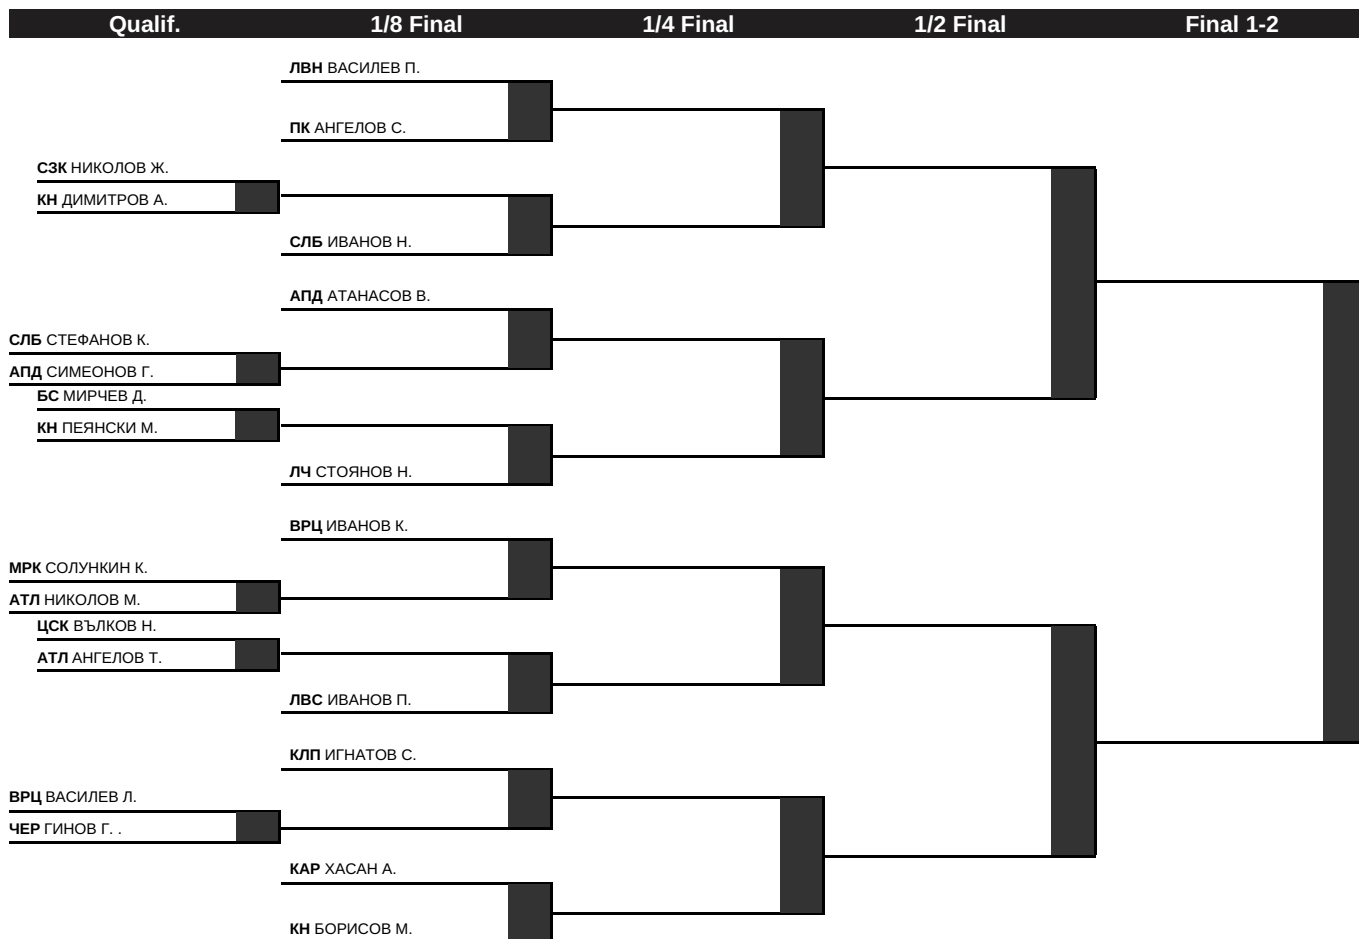 Qualif. 1/8 Final 1/4 Final 1/2 Final Final 1-2
ЛВН ВАСИЛЕВ П.
ПК АНГЕЛОВ С.
СЗК НИКОЛОВ Ж.
КН ДИМИТРОВ А.
СЛБ ИВАНОВ Н.
АПД АТАНАСОВ В.
СЛБ СТЕФАНОВ К.
АПД СИМЕОНОВ Г.
БС МИРЧЕВ Д.
КН ПЕЯНСКИ М.
ЛЧ СТОЯНОВ Н.
ВРЦ ИВАНОВ К.
МРК СОЛУНКИН К.
АТЛ НИКОЛОВ М.
ЦСК ВЪЛКОВ Н.
АТЛ АНГЕЛОВ Т.
ЛВС ИВАНОВ П.
КЛП ИГНАТОВ С.
ВРЦ ВАСИЛЕВ Л.
ЧЕР ГИНОВ Г. .
КАР ХАСАН А.
КН БОРИСОВ М.